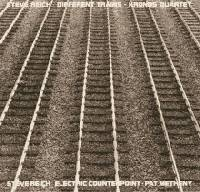 STEVE REICH DIFFERENT TRAINS - KRONOS QUARTET
STEVE REICH ELECTRIC COUNTERPOINT - PAT METHENY